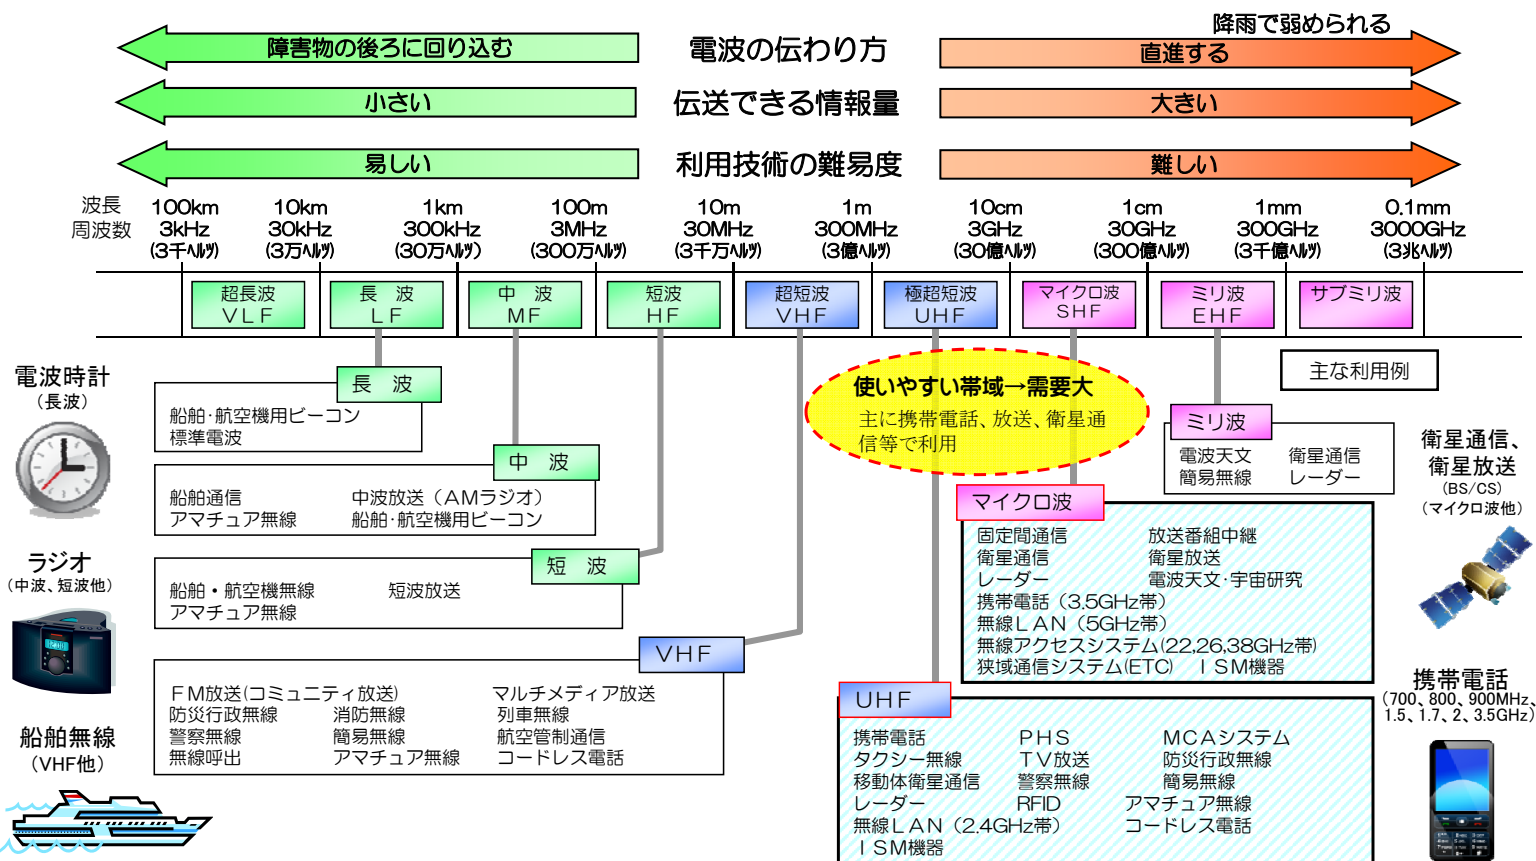 降雨で弱められる
障害物の後ろに回り込む 電波の伝わり方 直進する
小さい 伝送できる情報量 大きい
易しい 利用技術の難易度 難しい
波長 100km 10km 1km 100m 10m 1m 10cm 1cm 1mm 0.1mm
周波数 3kHz 30kHz 300kHz 3MHz 30MHz 300MHz 3GHz 30GHz 300GHz 3000GHz
(3千ﾍﾙﾂ) (3万ﾍﾙﾂ) (30万ﾍﾙﾂ) (300万ﾍﾙﾂ) (3千万ﾍﾙﾂ) (3億ﾍﾙﾂ) (30億ﾍﾙﾂ) (300億ﾍﾙﾂ) (3千億ﾍﾙﾂ) (3兆ﾍﾙﾂ)
超長波 長 波 中 波 短波 超短波 極超短波 マイクロ波 ミリ波 サブミリ波
ＶＬＦ ＬＦ ＭＦ ＨＦ ＶＨＦ ＵＨＦ ＳＨＦ ＥＨＦ
主な利用例
電波時計
（長波）
長 波
船舶･航空機用ビーコン
標準電波
中 波
船舶通信 中波放送（ＡＭラジオ）
アマチュア無線 船舶･航空機用ビーコン
ラジオ
（中波、短波他）
短 波
船舶・航空機無線 短波放送
アマチュア無線
ＶＨＦ
ＦＭ放送(コミュニティ放送) マルチメディア放送
防災行政無線 消防無線 列車無線
警察無線 簡易無線 航空管制通信
無線呼出 アマチュア無線 コードレス電話
船舶無線
（VHF他）
使いやすい帯域→需要大
主に携帯電話、放送、衛星通
信等で利用
ミリ波
電波天文 衛星通信
簡易無線 レーダー
衛星通信、
衛星放送
(BS/CS)
（マイクロ波他）
マイクロ波
固定間通信 放送番組中継
衛星通信 衛星放送
レーダー 電波天文･宇宙研究
携帯電話（3.5GHz帯）
無線ＬＡＮ（5GHz帯）
無線アクセスシステム(22,26,38GHz帯)
狭域通信システム(ETC) ＩＳＭ機器
携帯電話
(700、800、900MHz、
1.5、1.7、2、3.5GHz)
ＵＨＦ
携帯電話 ＰＨＳ ＭＣＡシステム
タクシー無線 ＴＶ放送 防災行政無線
移動体衛星通信 警察無線 簡易無線
レーダー RFID アマチュア無線
無線ＬＡＮ（2.4GHz帯） コードレス電話
ＩＳＭ機器